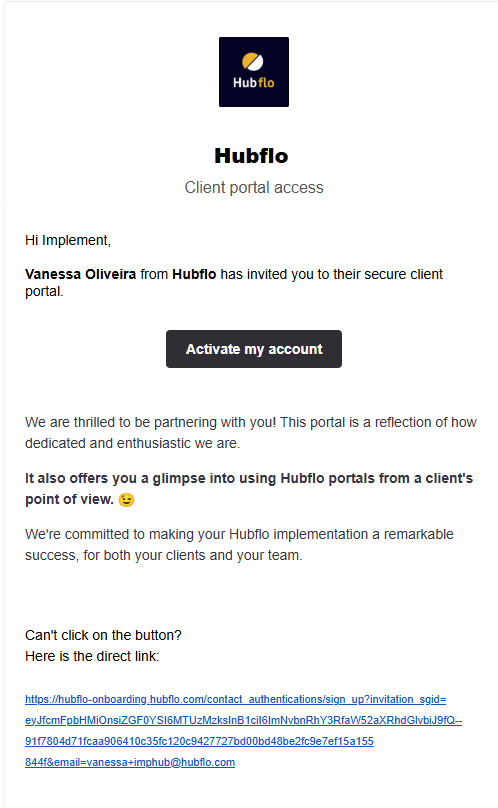 Hubflo
Hubflo
Client portal access
Hi Implement,
Vanessa Oliveira from Hubflo has invited you to their secure client
portal.
Activate my account
We are thrilled to be partnering with you! This portal is a reflection of how
dedicated and enthusiastic we are.
It also offers you a glimpse into using Hubflo portals from a client's
point of view. 😉
We're committed to making your Hubflo implementation a remarkable
success, for both your clients and your team.
Can't click on the button?
Here is the direct link:
https://hubflo-onboarding.hubflo.com/contact_authentications/sign_up?invitation_sgid=
eyJfcmFpbHMiOnsiZGF0YSI6MTUzMzksInB1ciI6ImNvbnRhY3RfaW52aXRhdGlvbiJ9fQ--
91f7804d71fcaa906410c35fc120c9427727bd00bd48be2fc9e7ef15a155
844f&email=vanessa+imphub@hubflo.com